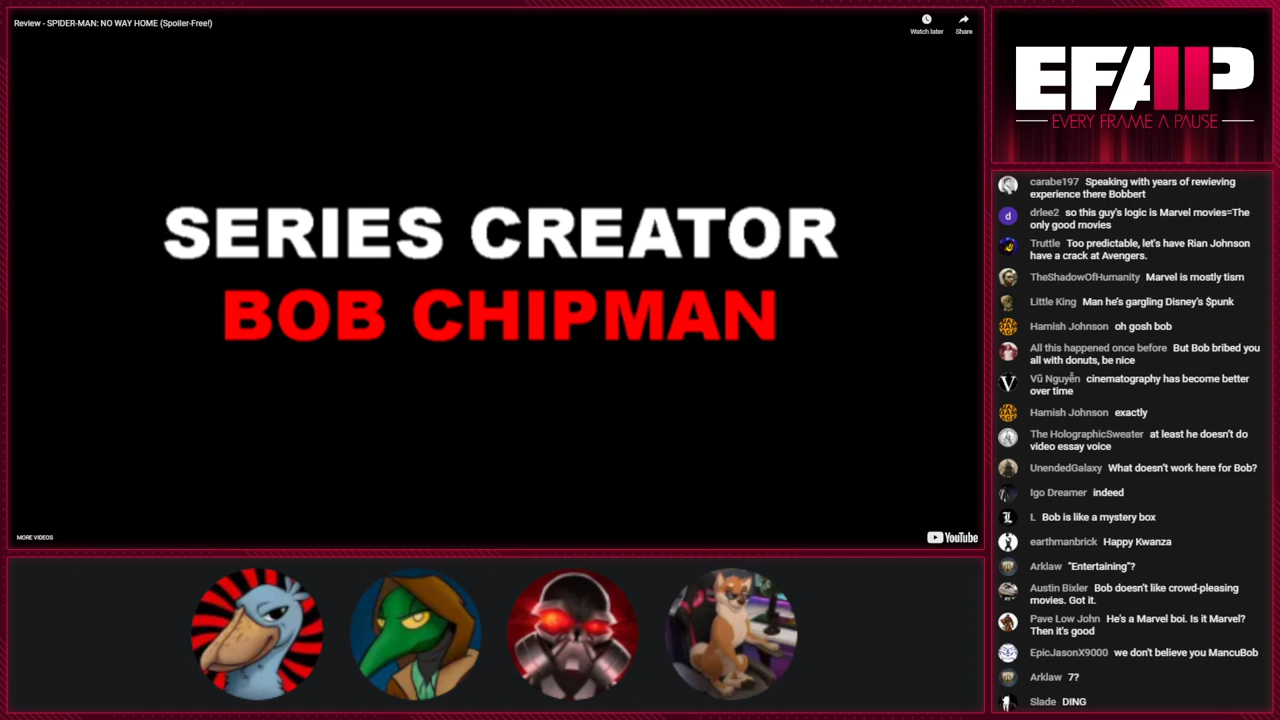 Review - SPIDER-MAN: NO WAY HOME (Spoiler-Free!)
Watch later
Share
SERIES CREATOR
BOB CHIPMAN
MORE VIDEOS
YouTube
EFAP
EVERY FRAME A PAUSE
carabe197 Speaking with years of rewieving
experience there Bobbert
drlee2 so this guy's logic is Marvel movies=The
only good movies
Truttle Too predictable, let's have Rian Johnson
have a crack at Avengers.
TheShadowOfHumanity Marvel is mostly tism
Little King Man he's gargling Disney's $punk
Hamish Johnson oh gosh bob
All this happened once before But Bob bribed you
all with donuts, be nice
Vũ Nguyễn cinematography has become better
over time
Hamish Johnson exactly
The HolographicSweater at least he doesn't do
video essay voice
UnendedGalaxy What doesn't work here for Bob?
Igo Dreamer indeed
L Bob is like a mystery box
earthmanbrick Happy Kwanza
Arklaw "Entertaining"?
Austin Bixler Bob doesn't like crowd-pleasing
movies. Got it.
Pave Low John He's a Marvel boi. Is it Marvel?
Then it's good
EpicJasonX9000 we don't believe you MancuBob
Arklaw 7?
Slade DING